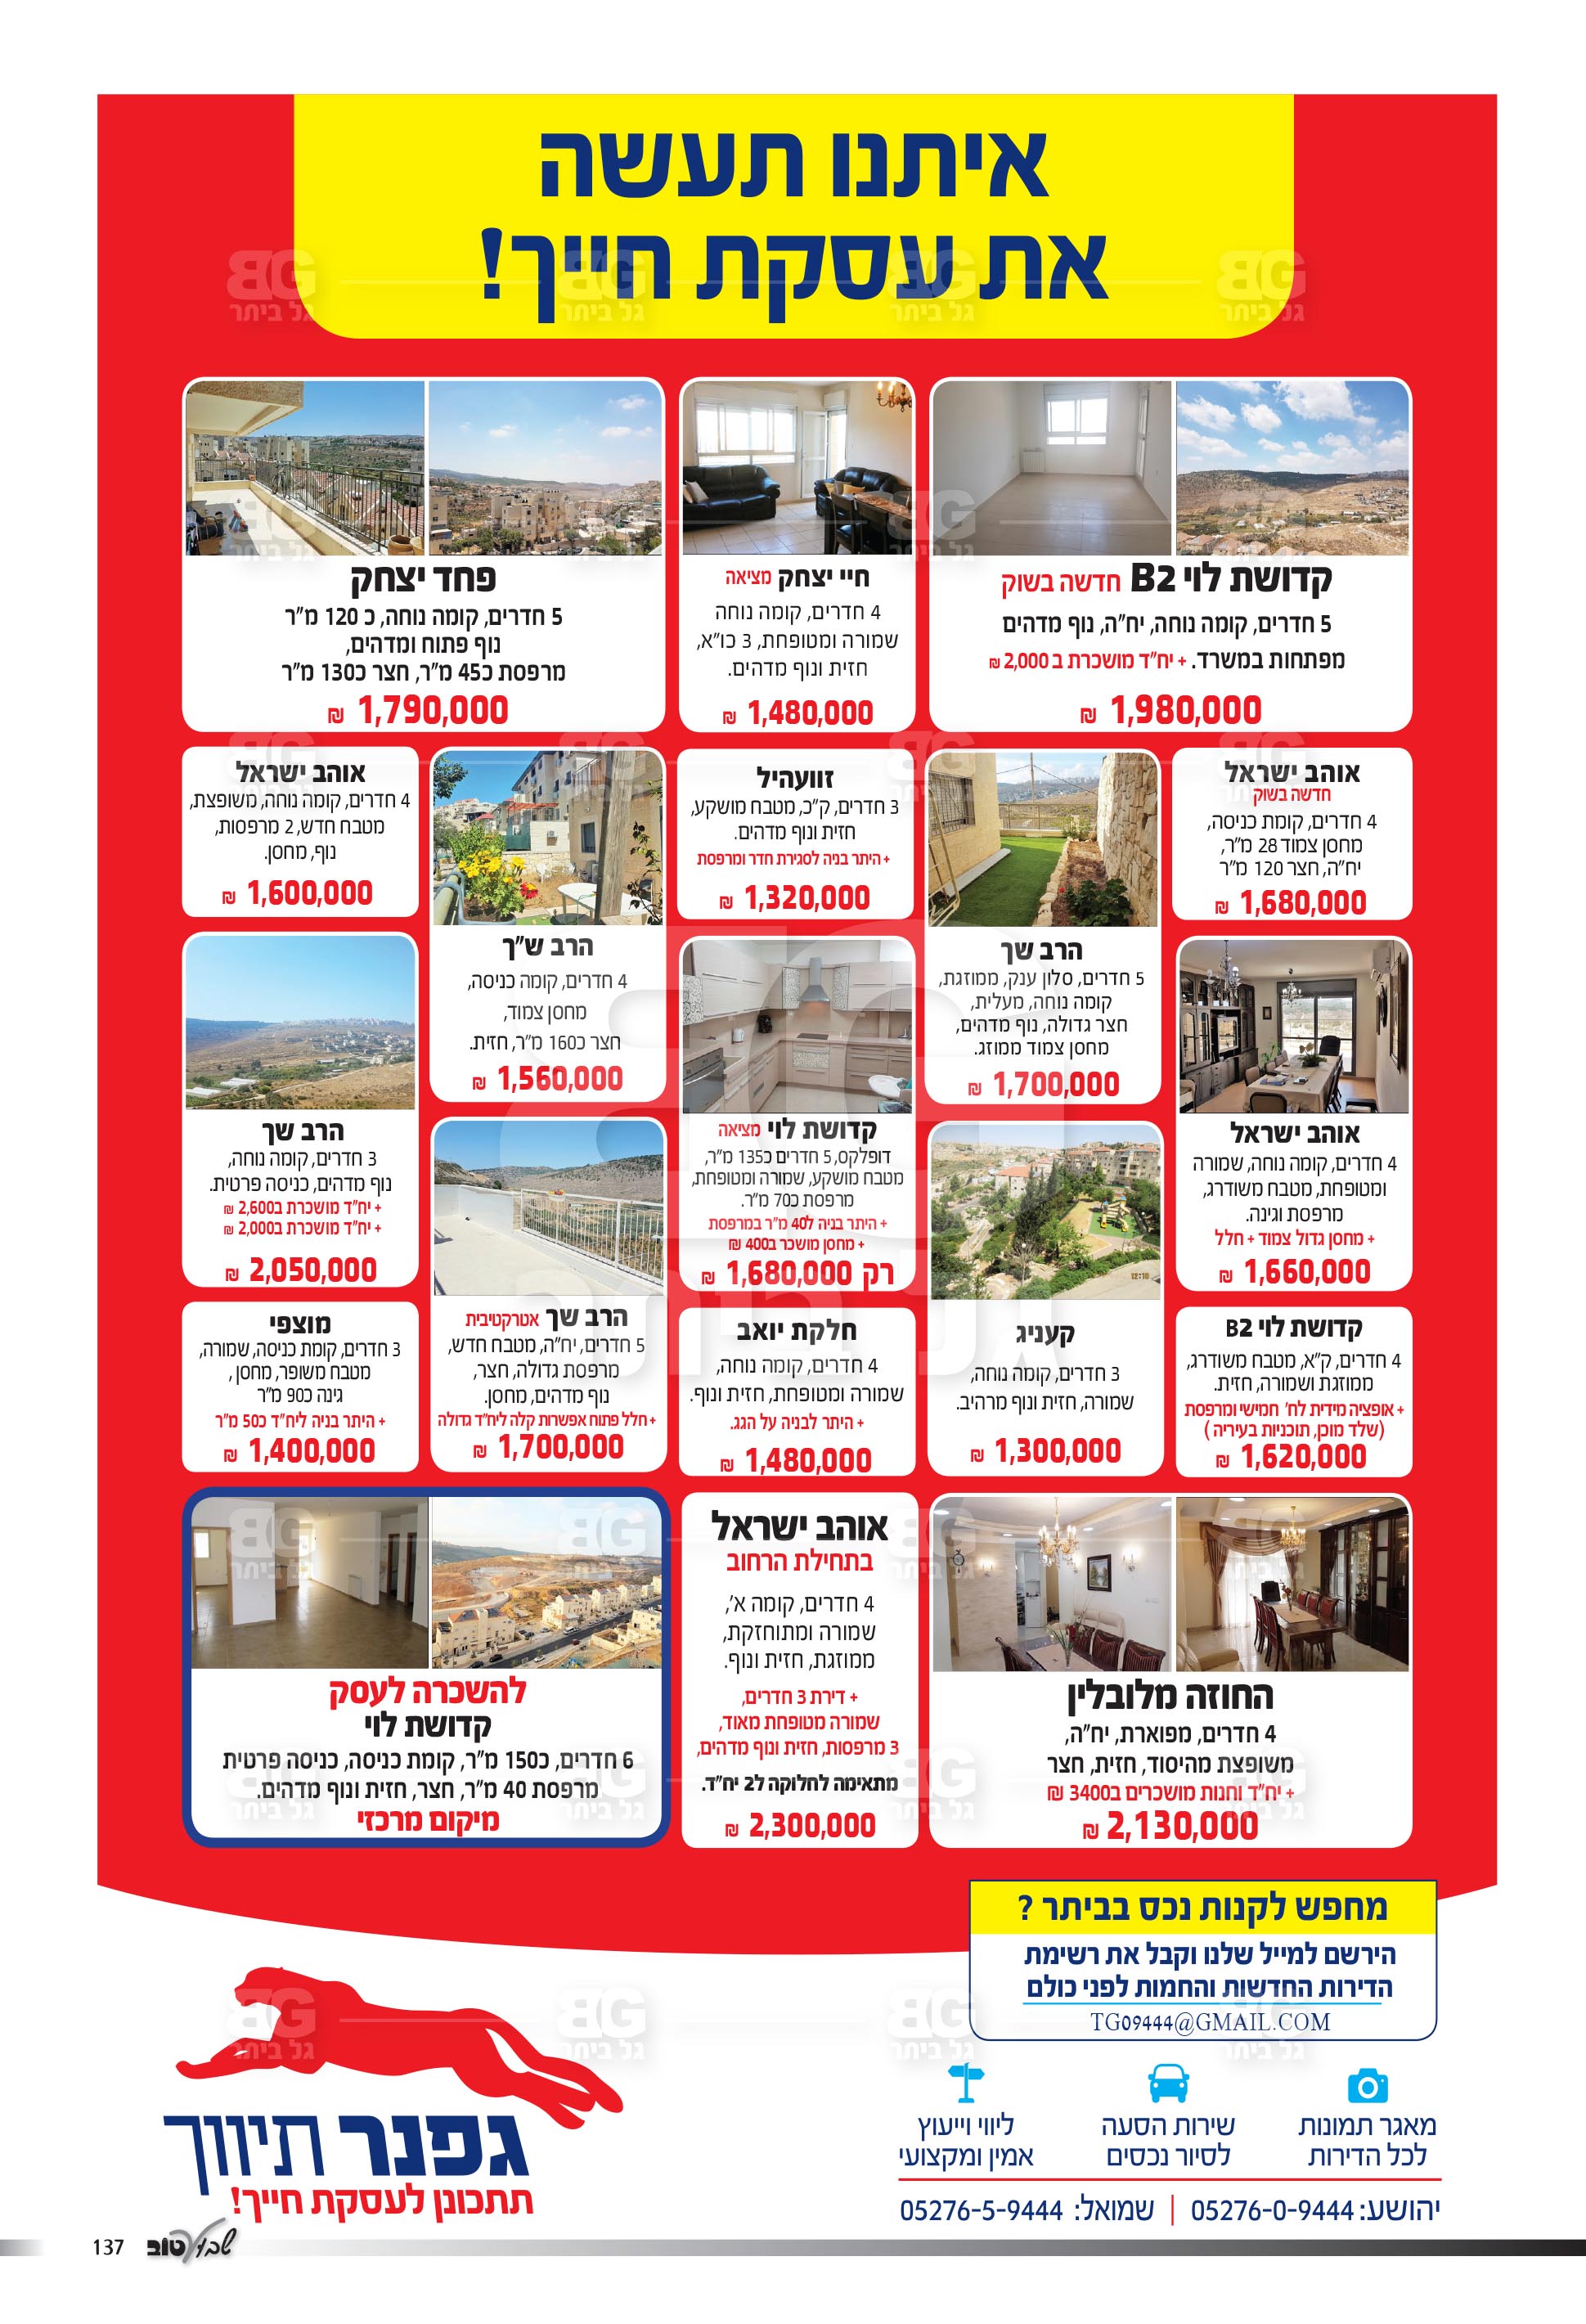 איתנו תעשה
את עסקת חייך!
קדושת לוי B2 חדשה בשוק
5 חדרים, קומה נוחה, יח"ה, נוף מדהים
מפתחות במשרד. + יח"ד מושכרת ב 2,000 ₪
1,980,000 ₪
חיי יצחק מציאה
4 חדרים, קומה נוחה
שמורה ומטופחת, 3 כו"א,
חזית ונוף מדהים.
1,480,000 ₪
פחד יצחק
5 חדרים, קומה נוחה, כ 120 מ"ר
נוף פתוח ומדהים,
מרפסת כ45 מ"ר, חצר כ130 מ"ר
1,790,000 ₪
אוהב ישראל
חדשה בשוק
4 חדרים, קומת כניסה,
מחסן צמוד 28 מ"ר,
יח"ה, חצר 120 מ"ר
1,680,000 ₪
הרב שך
5 חדרים, סלון ענק, ממוזגת,
קומה נוחה, מעלית,
חצר גדולה, נוף מדהים,
מחסן צמוד ממוזג.
1,700,000 ₪
זוועהיל
3 חדרים, ק"כ, מטבח מושקע,
חזית ונוף מדהים.
+ היתר בניה לסגירת חדר ומרפסת
1,320,000 ₪
הרב ש"ך
4 חדרים, קומה כניסה,
מחסן צמוד,
חצר כ160 מ"ר, חזית.
1,560,000 ₪
אוהב ישראל
4 חדרים, קומה נוחה, משופצת,
מטבח חדש, 2 מרפסות,
נוף, מחסן.
1,600,000 ₪
אוהב ישראל
4 חדרים, קומה נוחה, שמורה
ומטופחת, מטבח משודרג,
מרפסת וגינה.
+ מחסן גדול צמוד + חלל
1,660,000 ₪
קדושת לוי מציאה
דופלקס, 5 חדרים כ135 מ"ר,
מטבח מושקע, שמורה ומטופחת,
מרפסת כ70 מ"ר.
+ היתר בניה ל40 מ"ר במרפסת
+ מחסן מושכר ב400 ₪
רק 1,680,000 ₪
הרב שך
3 חדרים, קומה נוחה,
נוף מדהים, כניסה פרטית.
+ יח"ד מושכרת ב2,600 ₪
+ יח"ד מושכרת ב2,000 ₪
2,050,000 ₪
קדושת לוי B2
4 חדרים, ק"א, מטבח משודרג,
ממוזגת ושמורה, חזית.
+ אופציה מידית לח' חמישי ומרפסת
(שלד מוכן, תוכניות בעיריה )
1,620,000 ₪
קעניג
3 חדרים, קומה נוחה,
שמורה, חזית ונוף מרהיב.
1,300,000 ₪
חלקת יואב
4 חדרים, קומה נוחה,
שמורה ומטופחת, חזית ונוף.
+ היתר לבניה על הגג.
1,480,000 ₪
הרב שך אטרקטיבית
5 חדרים, יח"ה, מטבח חדש,
מרפסת גדולה, חצר,
נוף מדהים, מחסן.
+ חלל פתוח אפשרות קלה ליח"ד גדולה
1,700,000 ₪
מוצפי
3 חדרים, קומת כניסה, שמורה,
מטבח משופר, מחסן,
גינה כ90 מ"ר
+ היתר בניה ליח"ד כ50 מ"ר
1,400,000 ₪
החוזה מלובלין
4 חדרים, מפוארת, יח"ה,
משופצת מהיסוד, חזית, חצר
+ יח"ד וחנות מושכרים ב3400 ₪
2,130,000 ₪
אוהב ישראל
בתחילת הרחוב
4 חדרים, קומה א',
שמורה ומתוחזקת,
ממוזגת, חזית ונוף.
+ דירת 3 חדרים,
שמורה מטופחת מאוד,
3 מרפסות, חזית ונוף מדהים,
מתאימה לחלוקה ל2 יח"ד.
2,300,000 ₪
להשכרה לעסק
קדושת לוי
6 חדרים, כ150 מ"ר, קומת כניסה, כניסה פרטית
מרפסת 40 מ"ר, חצר, חזית ונוף מדהים.
מיקום מרכזי
מחפש לקנות נכס בביתר ?
הירשם למייל שלנו וקבל את רשימת
הדירות החדשות והחמות לפני כולם
TG09444@GMAIL.COM
מאגר תמונות
לכל הדירות
שירות הסעה
לסיור נכסים
ליווי וייעוץ
אמין ומקצועי
יהושע: 05276-0-9444 | שמואל: 05276-5-9444
גפנר תיווך
תתכונן לעסקת חייך!
137 שבוע טוב
BG
גל ביתר
12:10